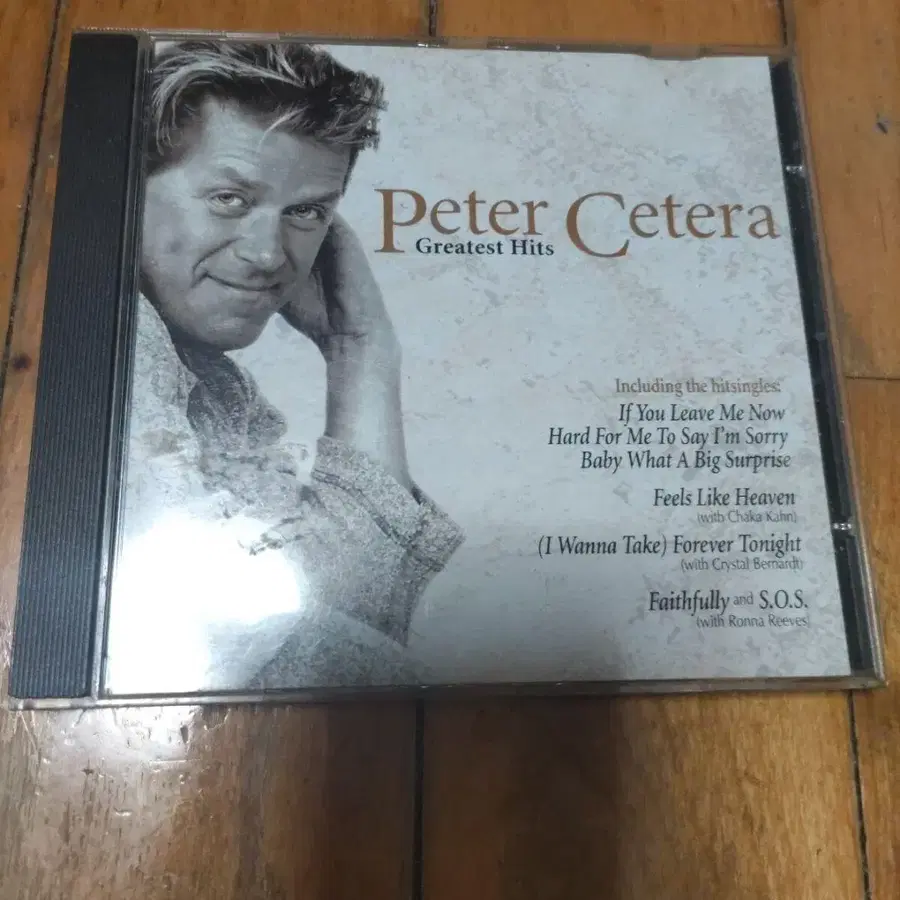 Peter Cetera
Greatest Hits
Including the hitsingles:
If You Leave Me Now
Hard For Me To Say I'm Sorry
Baby What A Big Surprise
Feels Like Heaven
(with Chaka Kahn)
(I Wanna Take) Forever Tonight
(with Crystal Bernardt)
Faithfully and S.O.S.
(with Ronna Reeves)